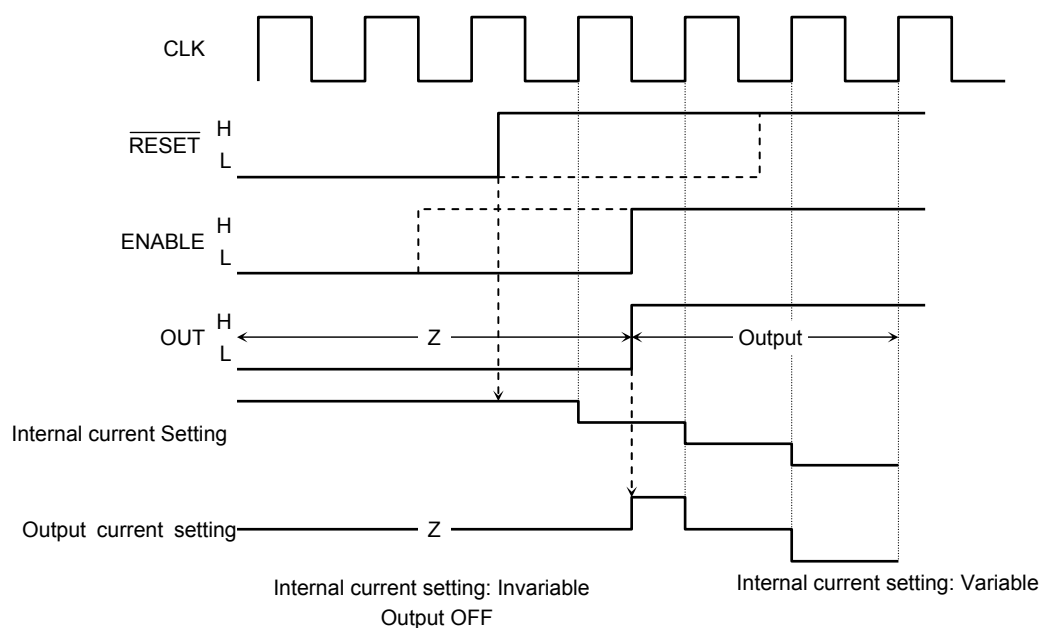 CLK
RESET
H
L
ENABLE
H
L
OUT
H
L
Z
Output
Internal current Setting
Output current setting
Z
Internal current setting: Invariable
Output OFF
Internal current setting: Variable